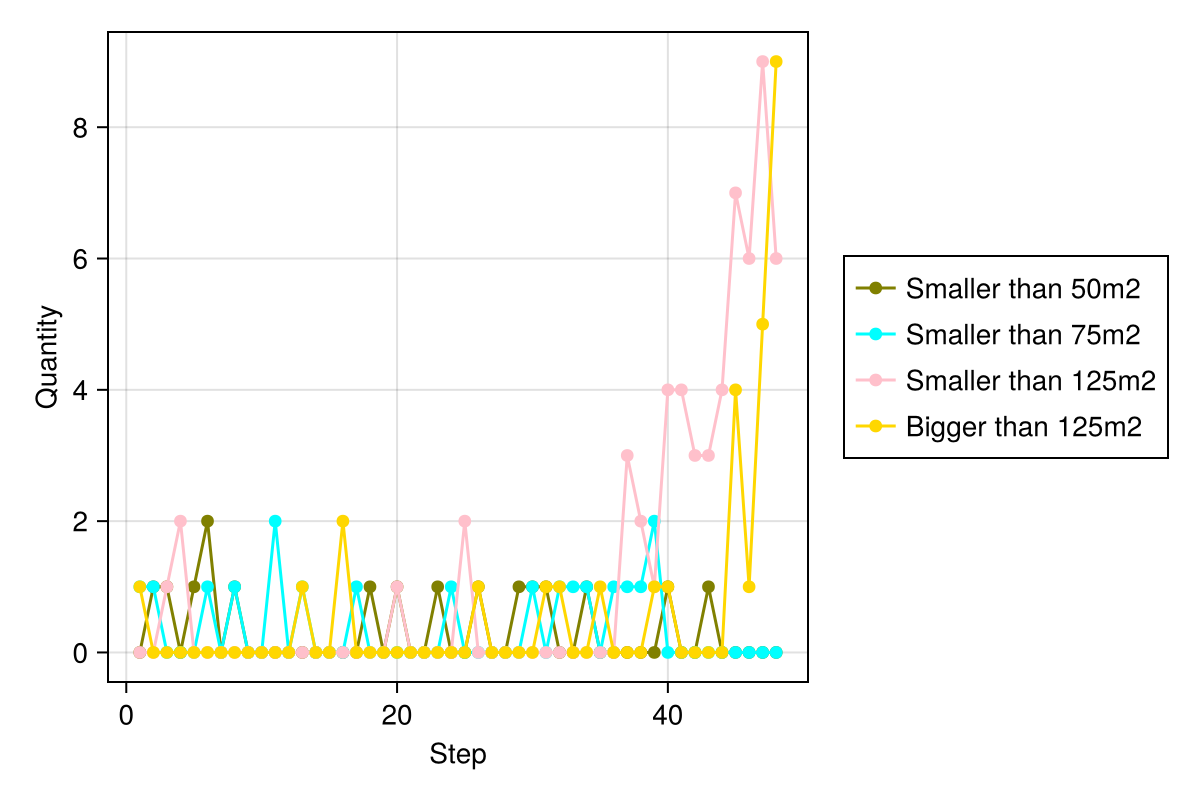 8
6
4
2
0
0 20 40
Quantity
Step
Smaller than 50m2
Smaller than 75m2
Smaller than 125m2
Bigger than 125m2